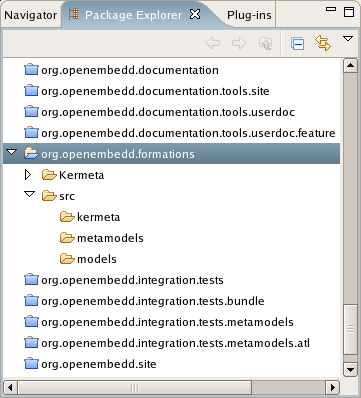 Navigator Package Explorer Plug-ins
org.openembedd.documentation
org.openembedd.documentation.tools.site
org.openembedd.documentation.tools.userdoc
org.openembedd.documentation.tools.userdoc.feature
org.openembedd.formations
Kermeta
src
kermeta
metamodels
models
org.openembedd.integration.tests
org.openembedd.integration.tests.bundle
org.openembedd.integration.tests.metamodels
org.openembedd.integration.tests.metamodels.atl
org.openembedd.site